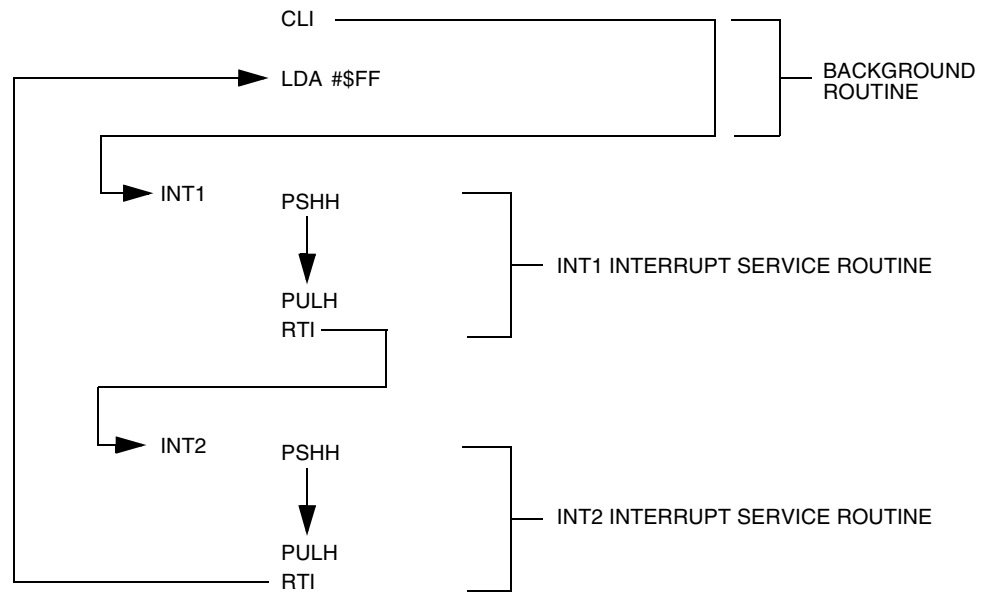 CLI
LDA #$FF
BACKGROUND
ROUTINE
INT1
PSHH
INT1 INTERRUPT SERVICE ROUTINE
PULH
RTI
INT2
PSHH
INT2 INTERRUPT SERVICE ROUTINE
PULH
RTI